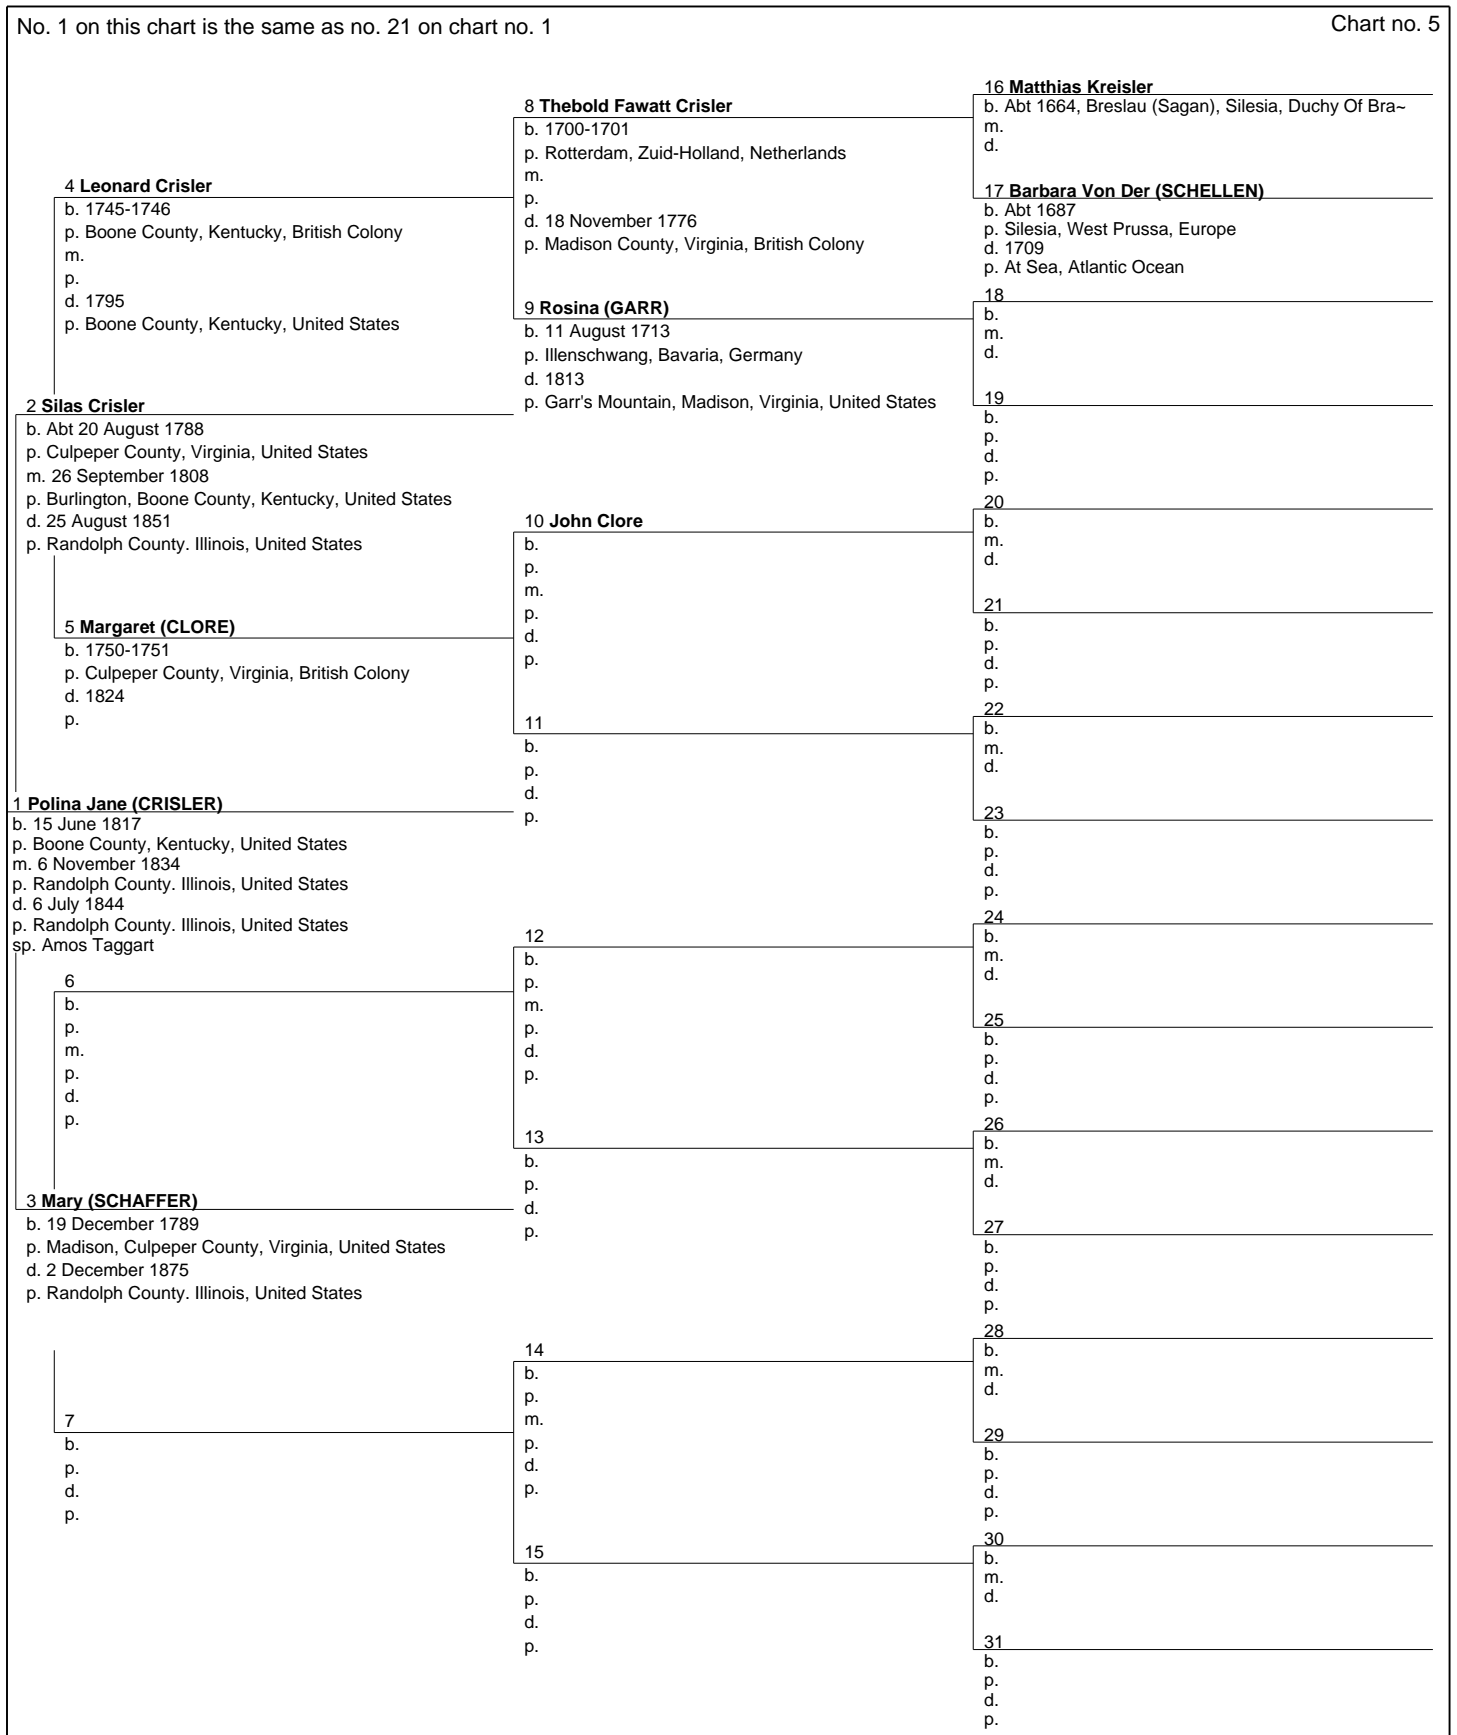 No. 1 on this chart is the same as no. 21 on chart no. 1
Chart no. 5
16 Matthias Kreisler
b. Abt 1664, Breslau (Sagan), Silesia, Duchy Of Bra~
m.
d.
8 Thebold Fawatt Crisler
b. 1700-1701
p. Rotterdam, Zuid-Holland, Netherlands
m.
p.
d. 18 November 1776
p. Madison County, Virginia, British Colony
17 Barbara Von Der (SCHELLEN)
b. Abt 1687
p. Silesia, West Prussa, Europe
d. 1709
p. At Sea, Atlantic Ocean
4 Leonard Crisler
b. 1745-1746
p. Boone County, Kentucky, British Colony
m.
p.
d. 1795
p. Boone County, Kentucky, United States
18
b.
m.
d.
9 Rosina (GARR)
b. 11 August 1713
p. Illenschwang, Bavaria, Germany
d. 1813
p. Garr's Mountain, Madison, Virginia, United States
19
b.
p.
d.
p.
2 Silas Crisler
b. Abt 20 August 1788
p. Culpeper County, Virginia, United States
m. 26 September 1808
p. Burlington, Boone County, Kentucky, United States
d. 25 August 1851
p. Randolph County. Illinois, United States
20
b.
m.
d.
10 John Clore
b.
p.
m.
p.
d.
p.
21
b.
p.
d.
p.
5 Margaret (CLORE)
b. 1750-1751
p. Culpeper County, Virginia, British Colony
d. 1824
p.
22
b.
m.
d.
11
b.
p.
d.
p.
23
b.
p.
d.
p.
1 Polina Jane (CRISLER)
b. 15 June 1817
p. Boone County, Kentucky, United States
m. 6 November 1834
p. Randolph County. Illinois, United States
d. 6 July 1844
p. Randolph County. Illinois, United States
sp. Amos Taggart
24
b.
m.
d.
12
b.
p.
m.
p.
d.
p.
25
b.
p.
d.
p.
6
b.
p.
m.
p.
d.
p.
26
b.
m.
d.
13
b.
p.
d.
p.
27
b.
p.
d.
p.
3 Mary (SCHAFFER)
b. 19 December 1789
p. Madison, Culpeper County, Virginia, United States
d. 2 December 1875
p. Randolph County. Illinois, United States
28
b.
m.
d.
14
b.
p.
m.
p.
d.
p.
29
b.
p.
d.
p.
7
b.
p.
d.
p.
30
b.
m.
d.
15
b.
p.
d.
p.
31
b.
p.
d.
p.